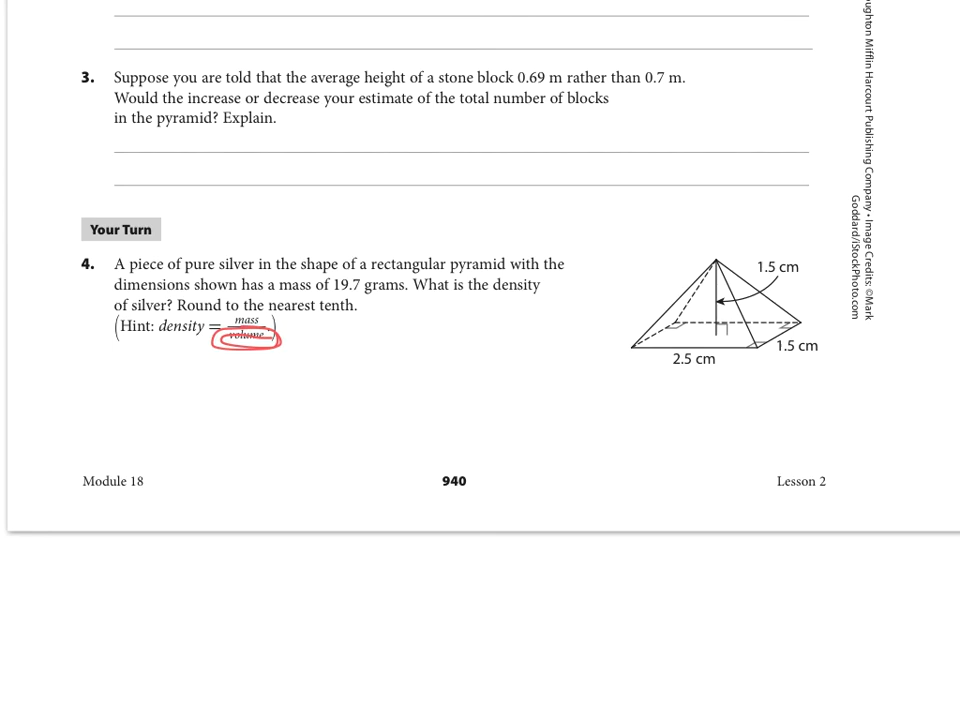 3. Suppose you are told that the average height of a stone block 0.69 m rather than 0.7 m.
Would the increase or decrease your estimate of the total number of blocks
in the pyramid? Explain.
Your Turn
4. A piece of pure silver in the shape of a rectangular pyramid with the
dimensions shown has a mass of 19.7 grams. What is the density
of silver? Round to the nearest tenth.
(Hint: density = mass
volume.)
1.5 cm
1.5 cm
2.5 cm
Module 18
940
Lesson 2
Mifflin Harcourt Publishing Company • Image Credits: ©Mark
Goddard/iStockPhoto.com